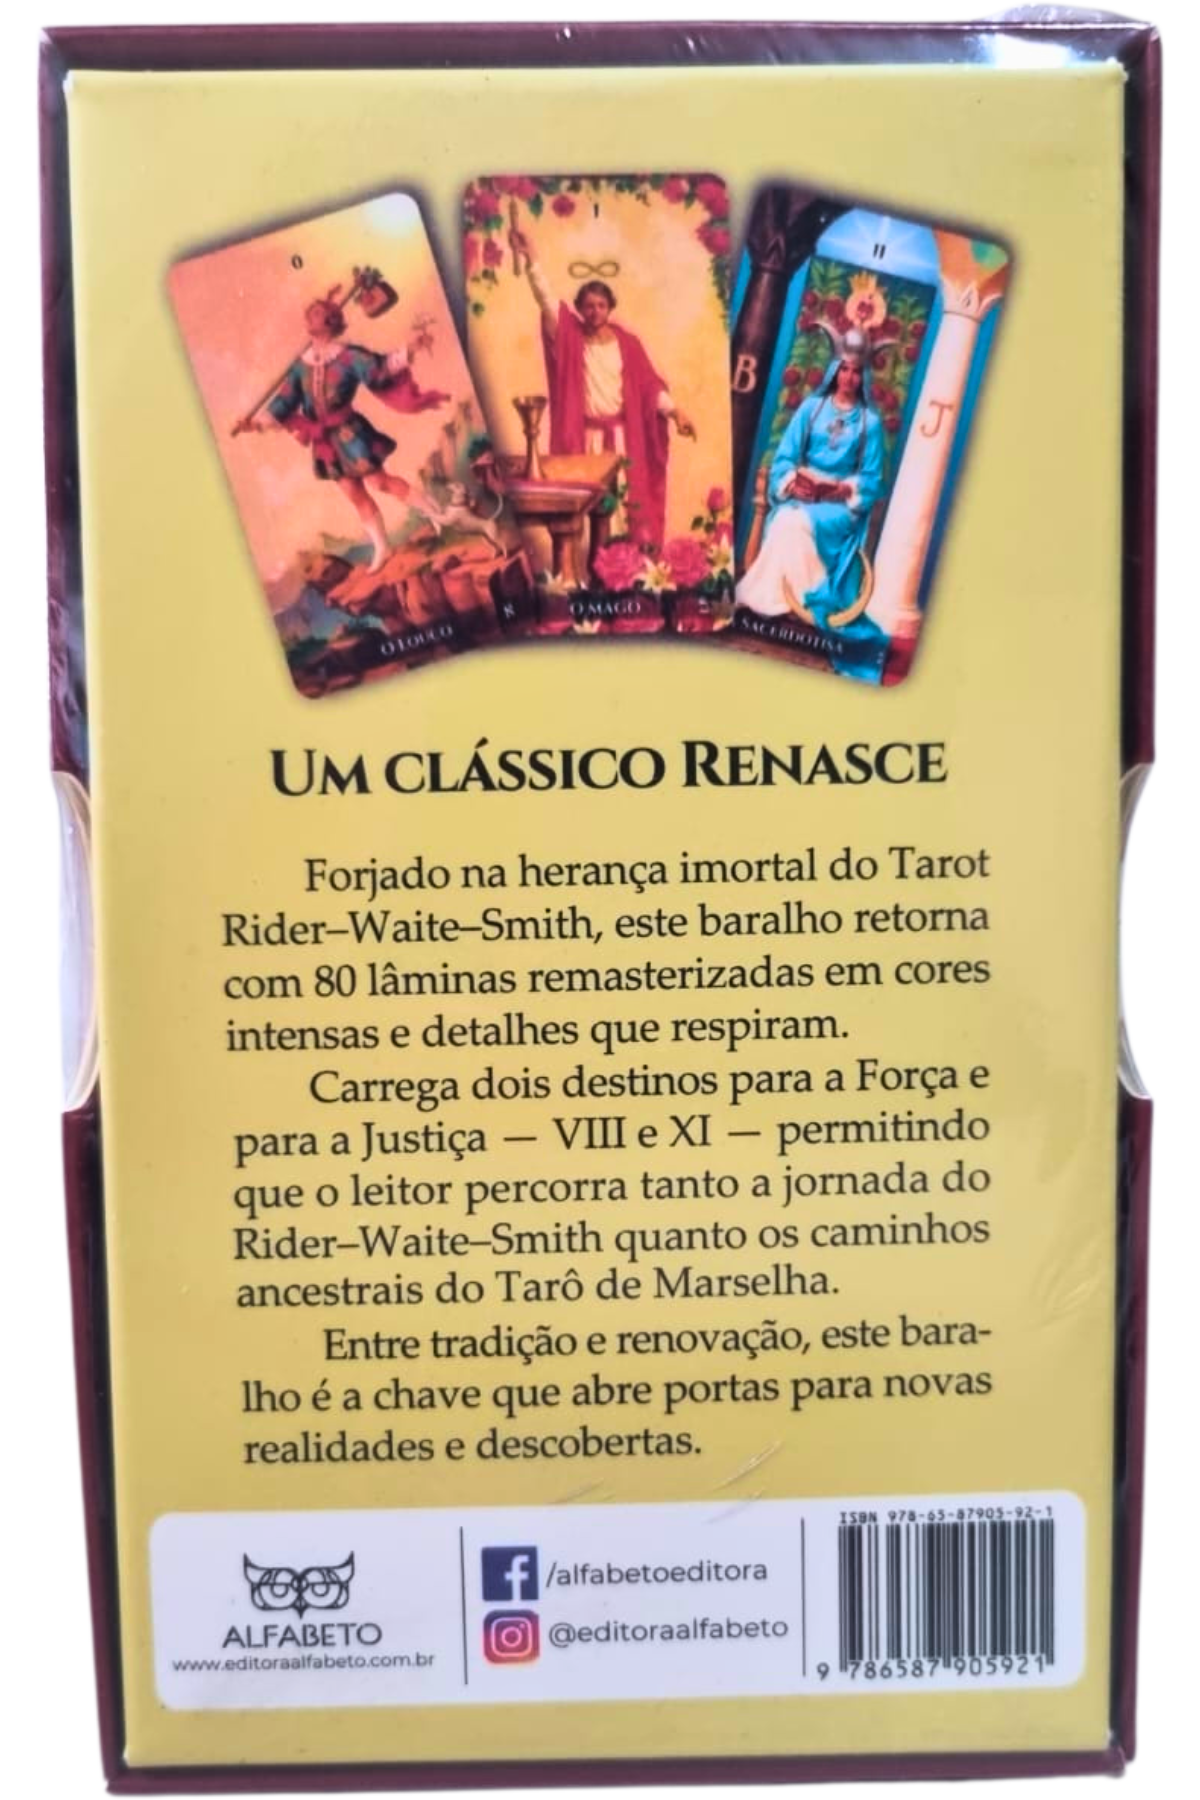 0
I
II
B
J
O LOUCO
8
O MAGO
SACERDOTISA
UM CLÁSSICO RENASCE
Forjado na herança imortal do Tarot
Rider–Waite–Smith, este baralho retorna
com 80 lâminas remasterizadas em cores
intensas e detalhes que respiram.
Carrega dois destinos para a Força e
para a Justiça — VIII e XI — permitindo
que o leitor percorra tanto a jornada do
Rider–Waite–Smith quanto os caminhos
ancestrais do Tarô de Marselha.
Entre tradição e renovação, este bara-
lho é a chave que abre portas para novas
realidades e descobertas.
ALFABETO
www.editoraalfabeto.com.br
/alfabetoeditora
@editoraalfabeto
ISBN 978-65-87905-92-1
9 786587 905921